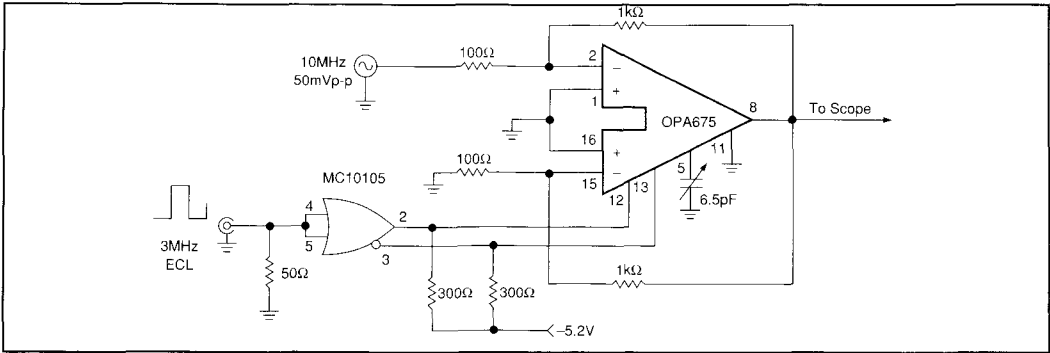 1kΩ
100Ω
10MHz
50mVp-p
2
−
+
1
8
To Scope
OPA675
16
+
−
15
11
5
12
13
6.5pF
100Ω
MC10105
4
5
2
3
3MHz
ECL
50Ω
300Ω
300Ω
1kΩ
−5.2V